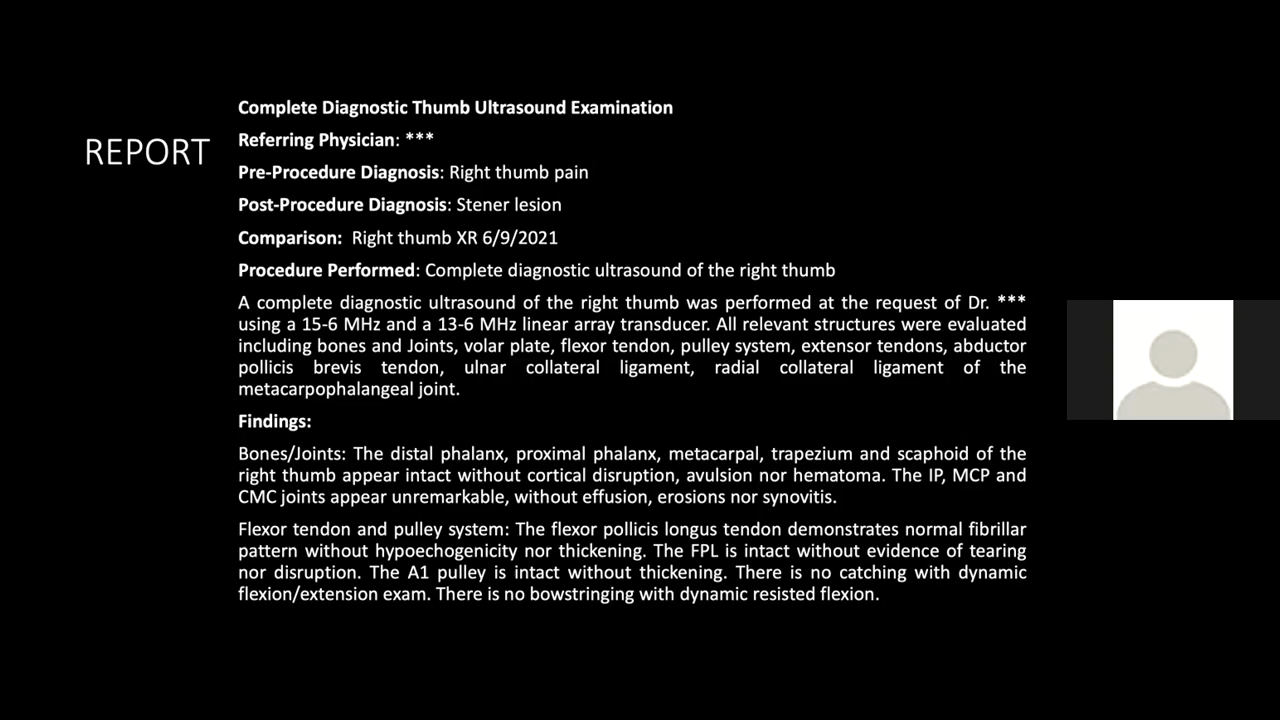 REPORT
Complete Diagnostic Thumb Ultrasound Examination
Referring Physician: ***
Pre-Procedure Diagnosis: Right thumb pain
Post-Procedure Diagnosis: Stener lesion
Comparison:  Right thumb XR 6/9/2021
Procedure Performed: Complete diagnostic ultrasound of the right thumb
A complete diagnostic ultrasound of the right thumb was performed at the request of Dr. ***
using a 15-6 MHz and a 13-6 MHz linear array transducer. All relevant structures were evaluated
including bones and Joints, volar plate, flexor tendon, pulley system, extensor tendons, abductor
pollicis brevis tendon, ulnar collateral ligament, radial collateral ligament of the
metacarpophalangeal joint.
Findings:
Bones/Joints: The distal phalanx, proximal phalanx, metacarpal, trapezium and scaphoid of the
right thumb appear intact without cortical disruption, avulsion nor hematoma. The IP, MCP and
CMC joints appear unremarkable, without effusion, erosions nor synovitis.
Flexor tendon and pulley system: The flexor pollicis longus tendon demonstrates normal fibrillar
pattern without hypoechogenicity nor thickening. The FPL is intact without evidence of tearing
nor disruption. The A1 pulley is intact without thickening. There is no catching with dynamic
flexion/extension exam. There is no bowstringing with dynamic resisted flexion.